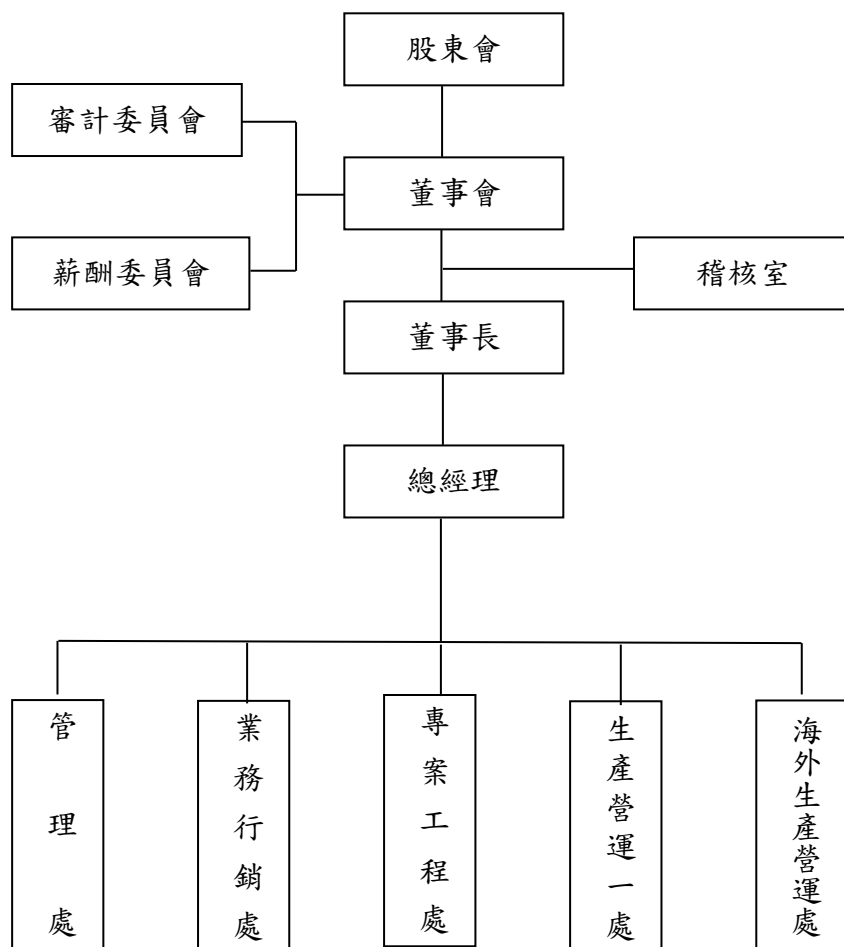 股東會
審計委員會
董事會
薪酬委員會
稽核室
董事長
總經理
管理處
業務行銷處
專案工程處
生產營運一處
海外生產營運處